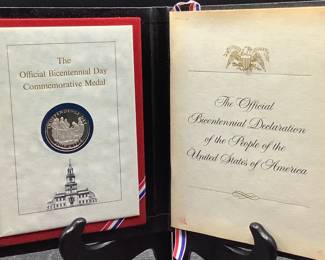 The
Official Bicentennial Day
Commemorative Medal
The Official
Bicentennial Declaration
of the People of the
United States of America